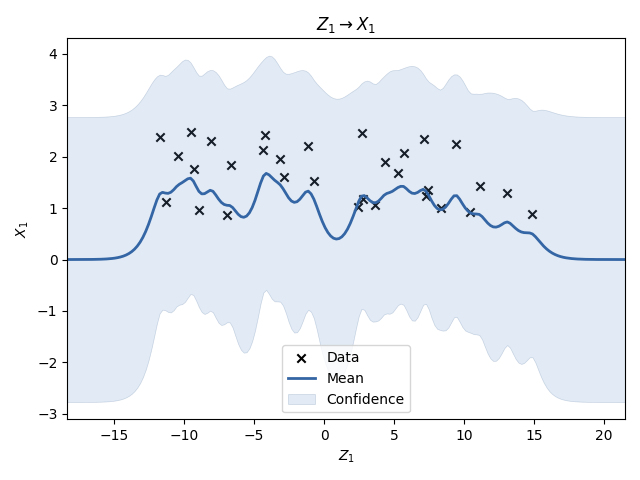 Z₁ → X₁
4
3
2
1
0
−1
−2
−3
X₁
−15 −10 −5 0 5 10 15 20
Z₁
Data
Mean
Confidence